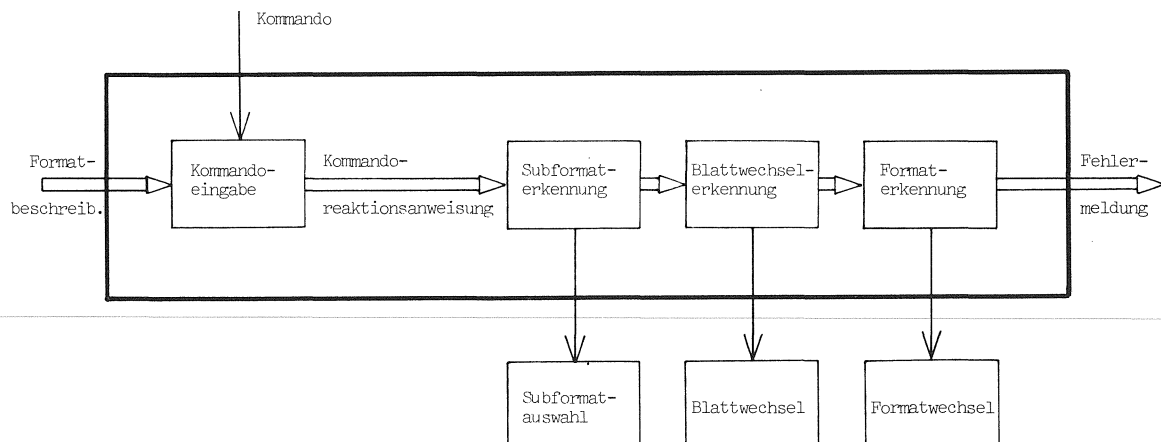 Kommando
Format-
beschreib.
Kommando-
eingabe
Kommando-
reaktionsanweisung
Subformat-
erkennung
Blattwechsel-
erkennung
Format-
erkennung
Fehler-
meldung
Subformat-
auswahl
Blattwechsel
Formatwechsel